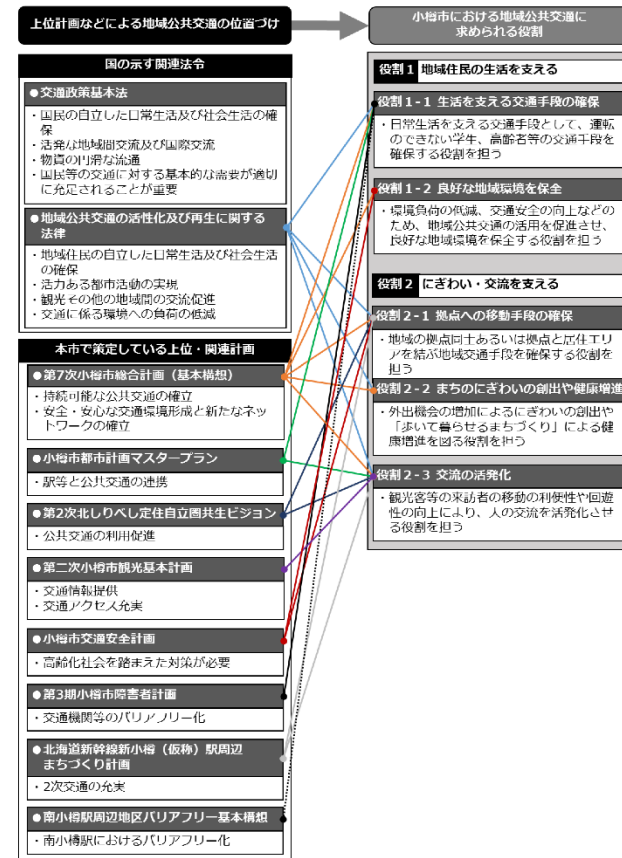 上位計画などによる地域公共交通の位置づけ
小樽市における地域公共交通に
求められる役割
国の示す関連法令
●交通政策基本法
・国民の自立した日常生活及び社会生活の確
保
・活発な地域間交流及び国際交流
・物資の円滑な流通
・国民等の交通に対する基本的な需要が適切
に充足されることが重要
●地域公共交通の活性化及び再生に関する
法律
・地域住民の自立した日常生活及び社会生活
の確保
・活力ある都市活動の実現
・観光その他の地域間の交流促進
・交通に係る環境への負荷の低減
本市で策定している上位・関連計画
●第7次小樽市総合計画（基本構想）
・持続可能な公共交通の確立
・安全・安心な交通環境形成と新たなネッ
トワークの確立
●小樽市都市計画マスタープラン
・駅等と公共交通の連携
●第2次北しりべし定住自立圏共生ビジョン
・公共交通の利用促進
●第二次小樽市観光基本計画
・交通情報提供
・交通アクセス充実
●小樽市交通安全計画
・高齢化社会を踏まえた対策が必要
●第3期小樽市障害者計画
・交通機関等のバリアフリー化
●北海道新幹線新小樽（仮称）駅周辺
まちづくり計画
・2次交通の充実
●南小樽駅周辺地区バリアフリー基本構想
・南小樽駅におけるバリアフリー化
役割1 地域住民の生活を支える
役割1-1 生活を支える交通手段の確保
・日常生活を支える交通手段として、運転
のできない学生、高齢者等の交通手段を
確保する役割を担う
役割1-2 良好な地域環境を保全
・環境負荷の低減、交通安全の向上などの
ため、地域公共交通の活用を促進させ、
良好な地域環境を保全する役割を担う
役割2 にぎわい・交流を支える
役割2-1 拠点への移動手段の確保
・地域の拠点同士あるいは拠点と居住エリ
アを結ぶ地域交通手段を確保する役割を
担う
役割2-2 まちのにぎわいの創出や健康増進
・外出機会の増加によるにぎわいの創出や
「歩いて暮らせるまちづくり」による健
康増進を図る役割を担う
役割2-3 交流の活発化
・観光客等の来訪者の移動の利便性や回遊
性の向上により、人の交流を活発化させ
る役割を担う